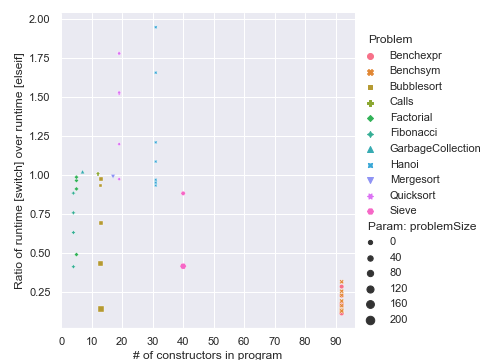 2.00
1.75
1.50
1.25
1.00
0.75
0.50
0.25
0 10 20 30 40 50 60 70 80 90
Ratio of runtime [switch] over runtime [elseif]
# of constructors in program
Problem
Benchexpr
Benchsym
Bubblesort
Calls
Factorial
Fibonacci
GarbageCollection
Hanoi
Mergesort
Quicksort
Sieve
Param: problemSize
0
40
80
120
160
200